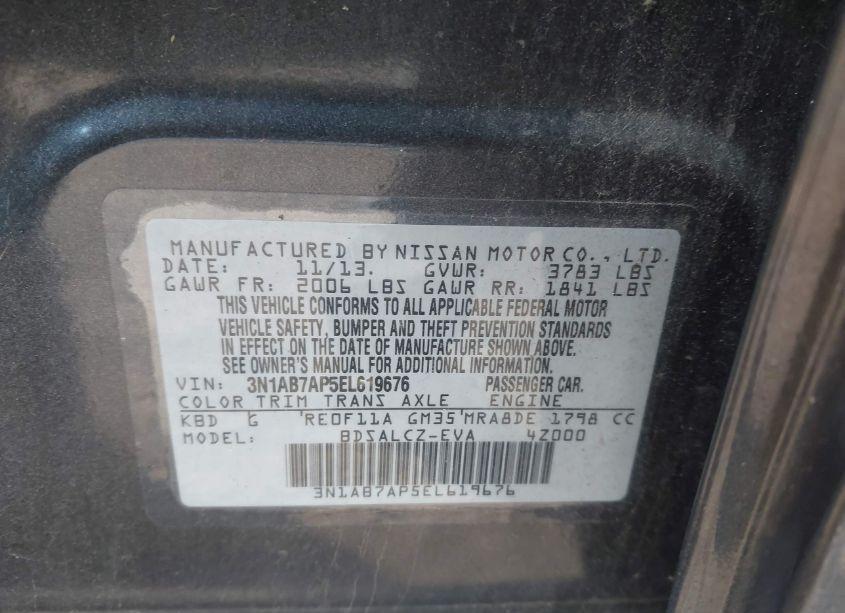 MANUFACTURED BY NISSAN MOTOR CO., LTD.
DATE: 11/13. GVWR: 3783 LBS
GAWR FR: 2006 LBS GAWR RR: 1841 LBS
THIS VEHICLE CONFORMS TO ALL APPLICABLE FEDERAL MOTOR
VEHICLE SAFETY, BUMPER AND THEFT PREVENTION STANDARDS
IN EFFECT ON THE DATE OF MANUFACTURE SHOWN ABOVE.
SEE OWNER'S MANUAL FOR ADDITIONAL INFORMATION.
VIN: 3N1AB7AP5EL619676 PASSENGER CAR.
COLOR TRIM TRANS AXLE ENGINE
KBD G RE0F11A GM35 MRA8DE 1798 CC
MODEL: BDSALCZ-EVA 4Z000
3N1AB7AP5EL619676